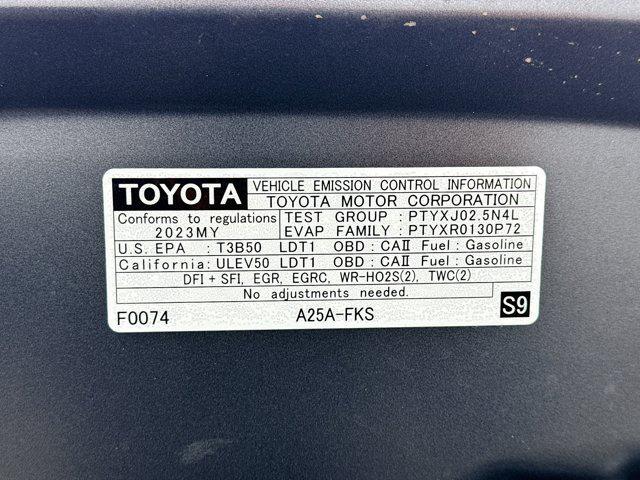 TOYOTA VEHICLE EMISSION CONTROL INFORMATION
TOYOTA MOTOR CORPORATION
Conforms to regulations TEST GROUP : PTYXJ02.5N4L
2023MY EVAP FAMILY : PTYXR0130P72
U.S. EPA : T3B50 LDT1 OBD : CAII Fuel : Gasoline
California: ULEV50 LDT1 OBD : CAII Fuel : Gasoline
DFI + SFI, EGR, EGRC, WR-HO2S(2), TWC(2)
No adjustments needed.
F0074 A25A-FKS S9